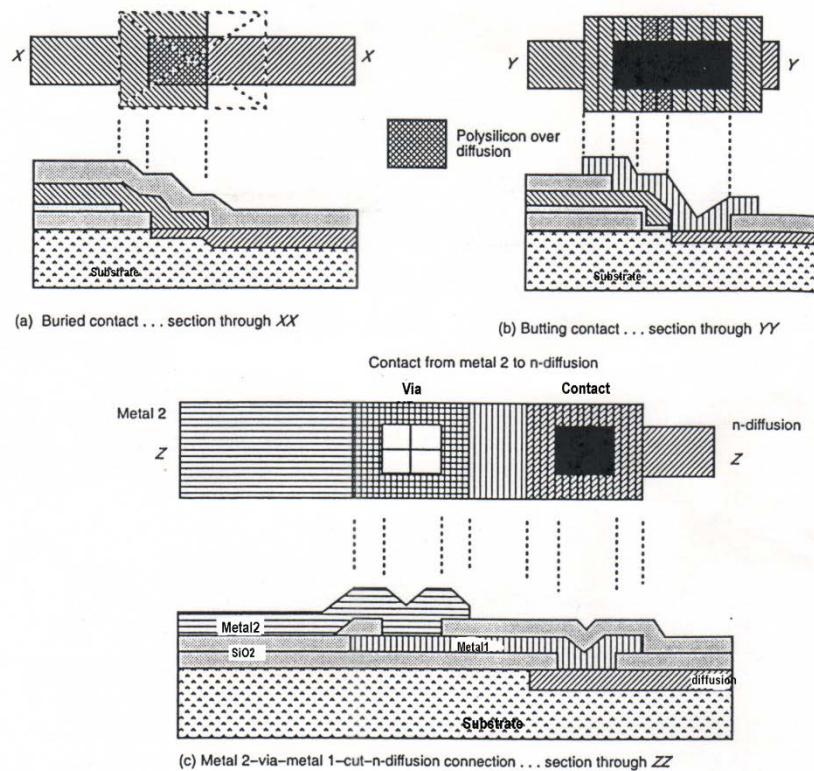 X
X
Y
Y
Polysilicon over
diffusion
Substrate
Substrate
(a) Buried contact . . . section through XX
(b) Butting contact . . . section through YY
Contact from metal 2 to n-diffusion
Via
Contact
Metal 2
n-diffusion
Z
Z
Metal2
Metal1
SiO2
diffusion
Substrate
(c) Metal 2–via–metal 1–cut–n-diffusion connection . . . section through ZZ